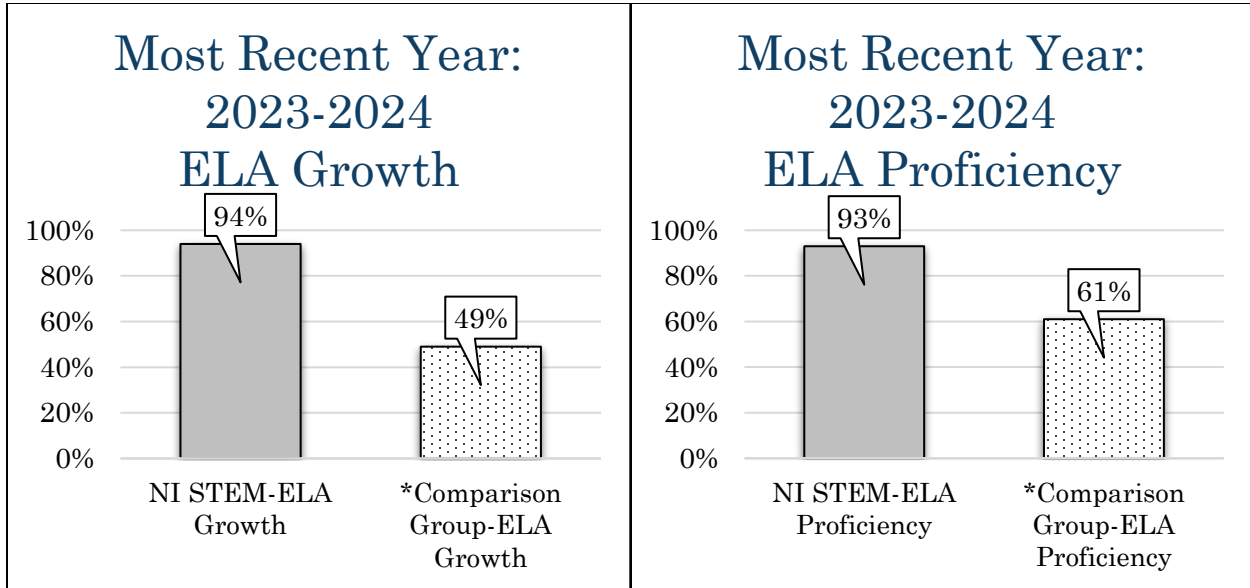 Most Recent Year:
2023-2024
ELA Growth
94%
100%
80%
49%
60%
40%
20%
0%
NI STEM-ELA
Growth
*Comparison
Group-ELA
Growth
Most Recent Year:
2023-2024
ELA Proficiency
93%
100%
80%
61%
60%
40%
20%
0%
NI STEM-ELA
Proficiency
*Comparison
Group-ELA
Proficiency